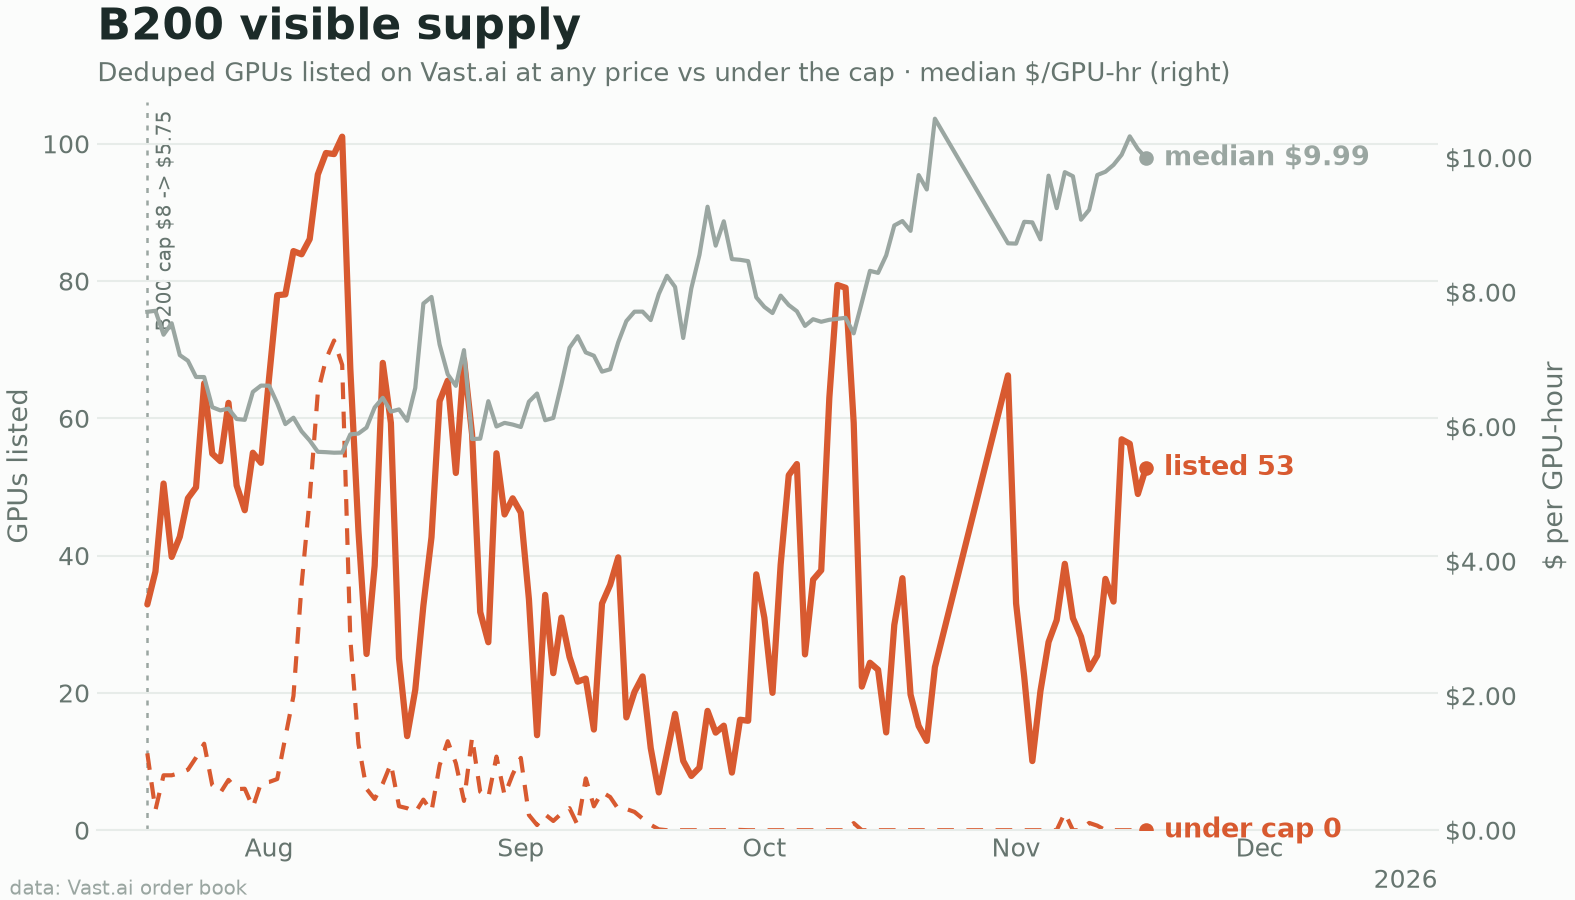 B200 visible supply
Deduped GPUs listed on Vast.ai at any price vs under the cap · median $/GPU-hr (right)
B200 cap $8 -> $5.75
GPUs listed
100
80
60
40
20
0
$10.00
$8.00
$6.00
$4.00
$2.00
$0.00
$ per GPU-hour
median $9.99
listed 53
under cap 0
Aug Sep Oct Nov Dec
2026
data: Vast.ai order book